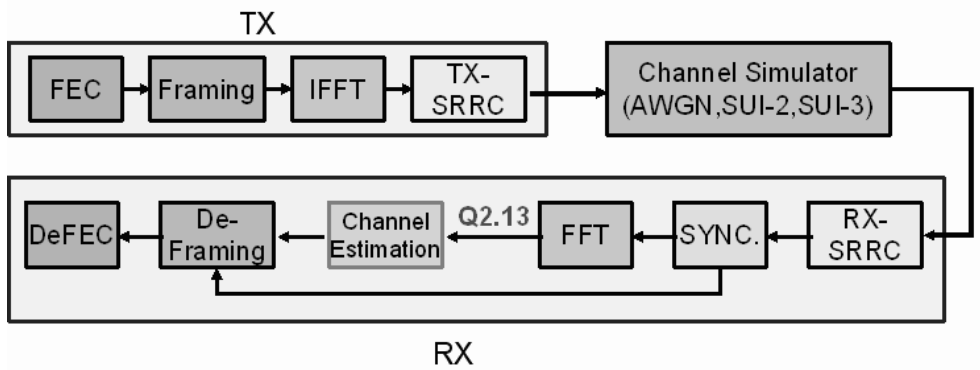 TX
FEC
Framing
IFFT
TX-
SRRC
Channel Simulator
(AWGN,SUI-2,SUI-3)
DeFEC
De-
Framing
Channel
Estimation
Q2.13
FFT
SYNC.
RX-
SRRC
RX